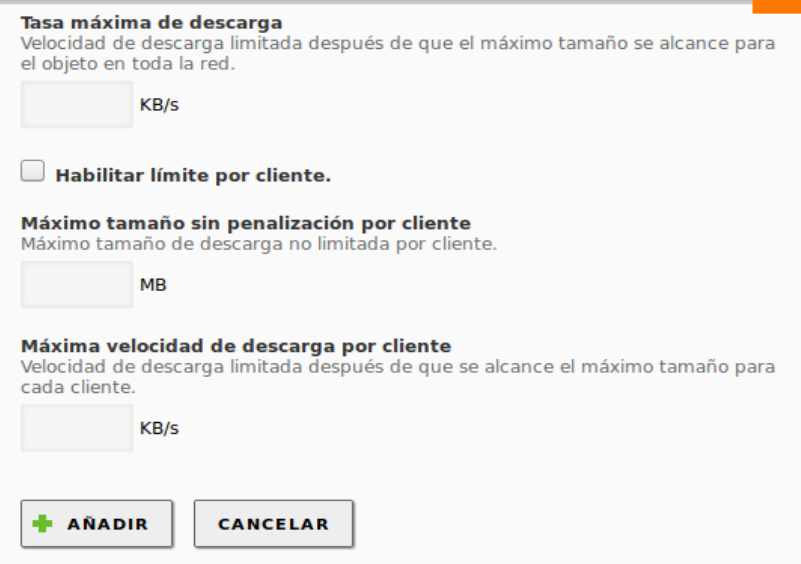 Tasa máxima de descarga
Velocidad de descarga limitada después de que el máximo tamaño se alcance para
el objeto en toda la red.
KB/s
Habilitar límite por cliente.
Máximo tamaño sin penalización por cliente
Máximo tamaño de descarga no limitada por cliente.
MB
Máxima velocidad de descarga por cliente
Velocidad de descarga limitada después de que se alcance el máximo tamaño para
cada cliente.
KB/s
AÑADIR CANCELAR